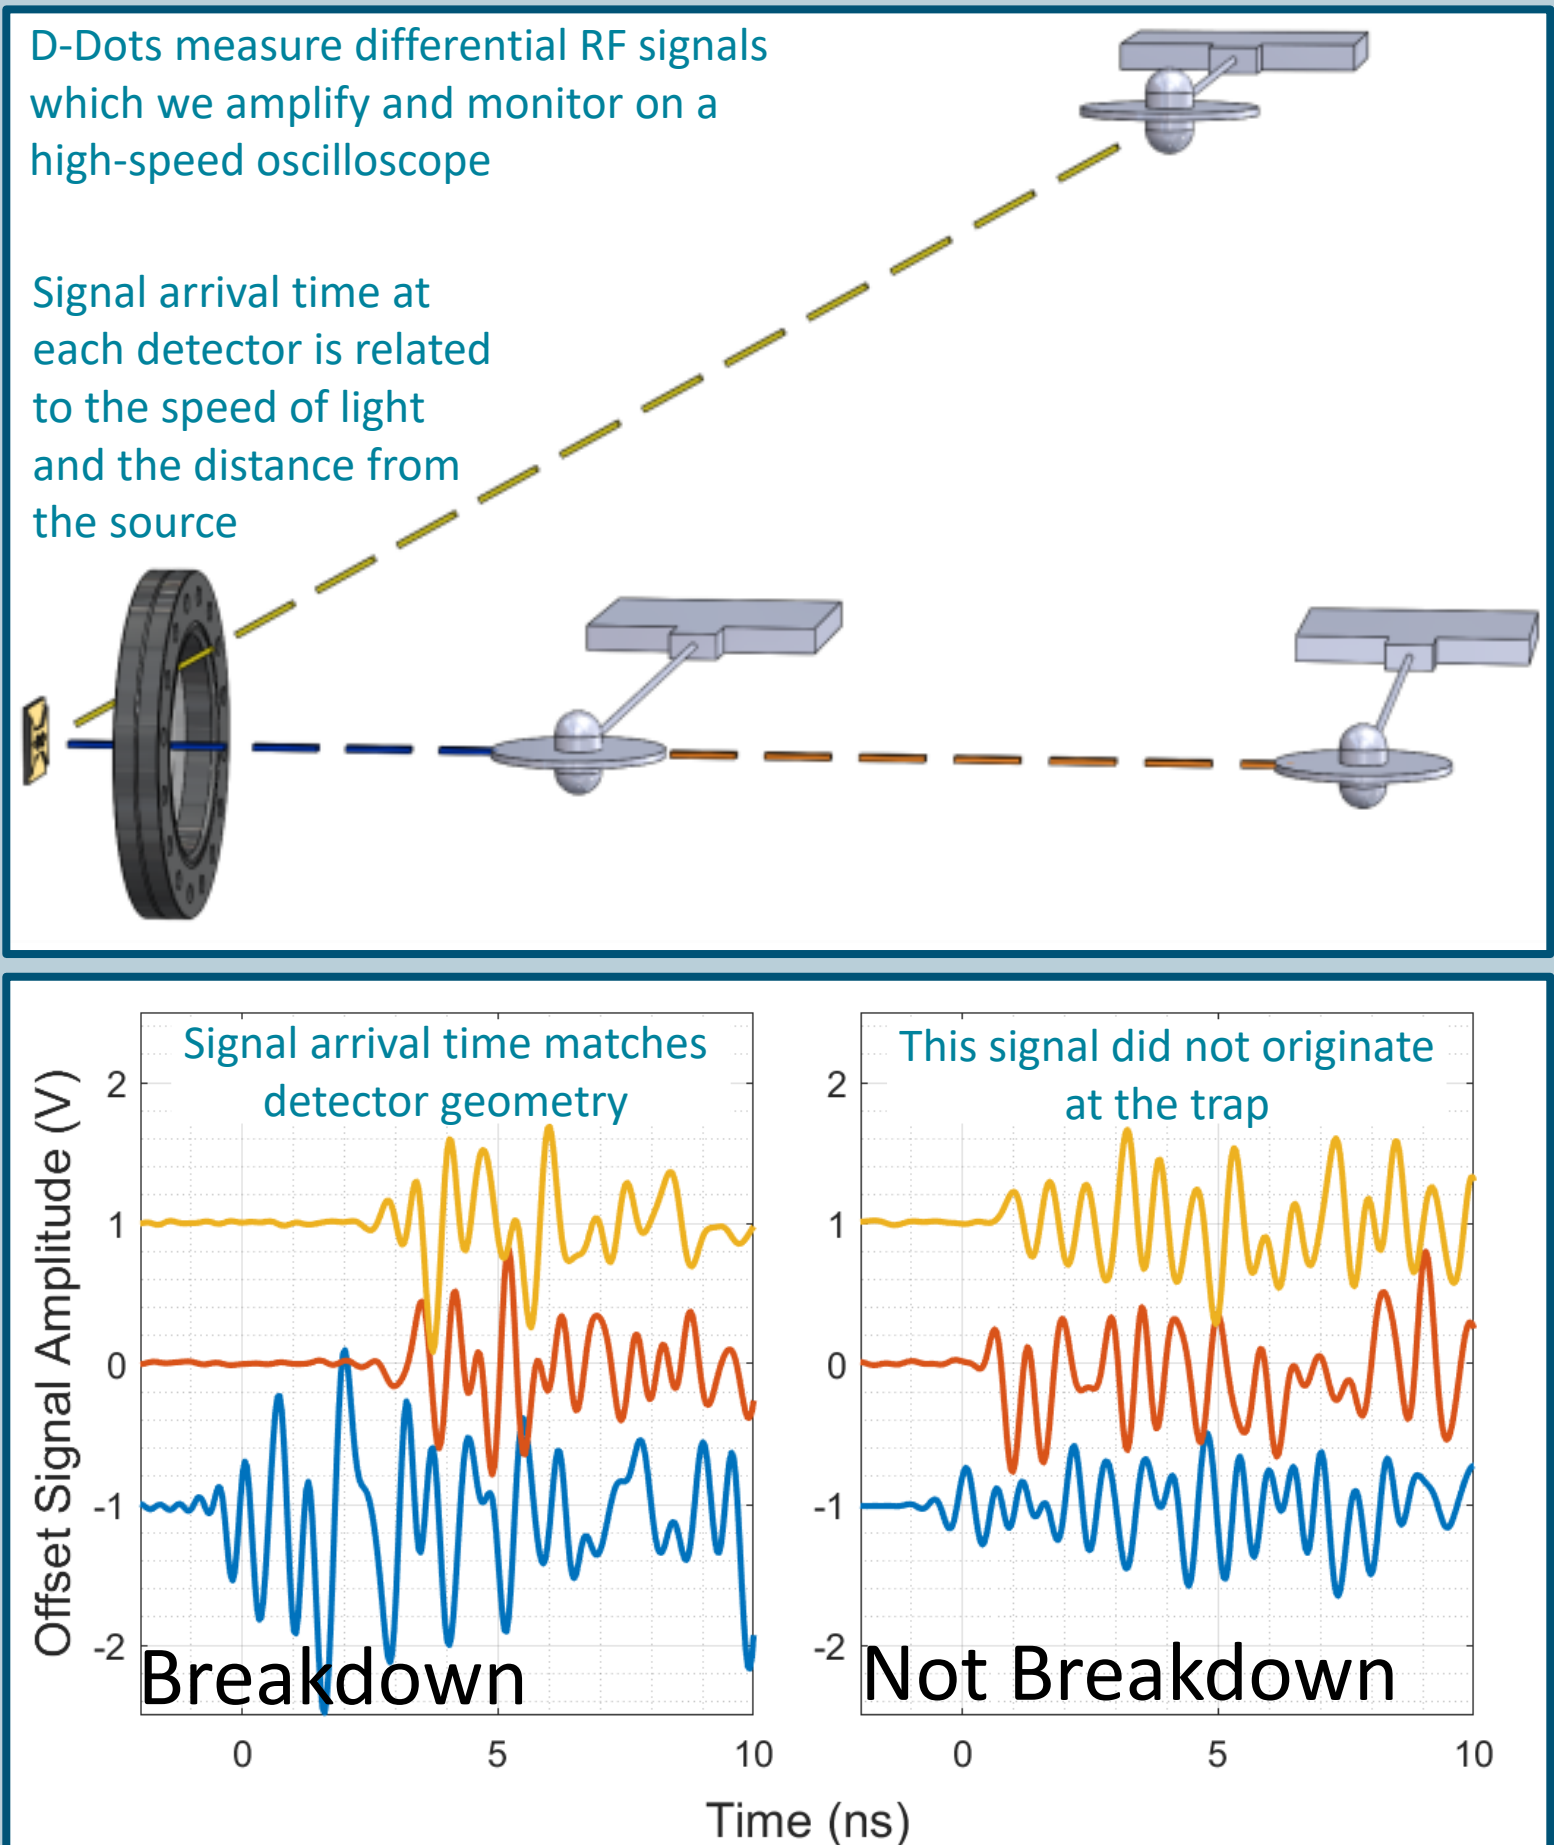 D-Dots measure differential RF signals
which we amplify and monitor on a
high-speed oscilloscope
Signal arrival time at
each detector is related
to the speed of light
and the distance from
the source
Signal arrival time matches
detector geometry
This signal did not originate
at the trap
Offset Signal Amplitude (V)
2
1
0
-1
-2
2
1
0
-1
-2
Breakdown
Not Breakdown
0
5
10
0
5
10
Time (ns)